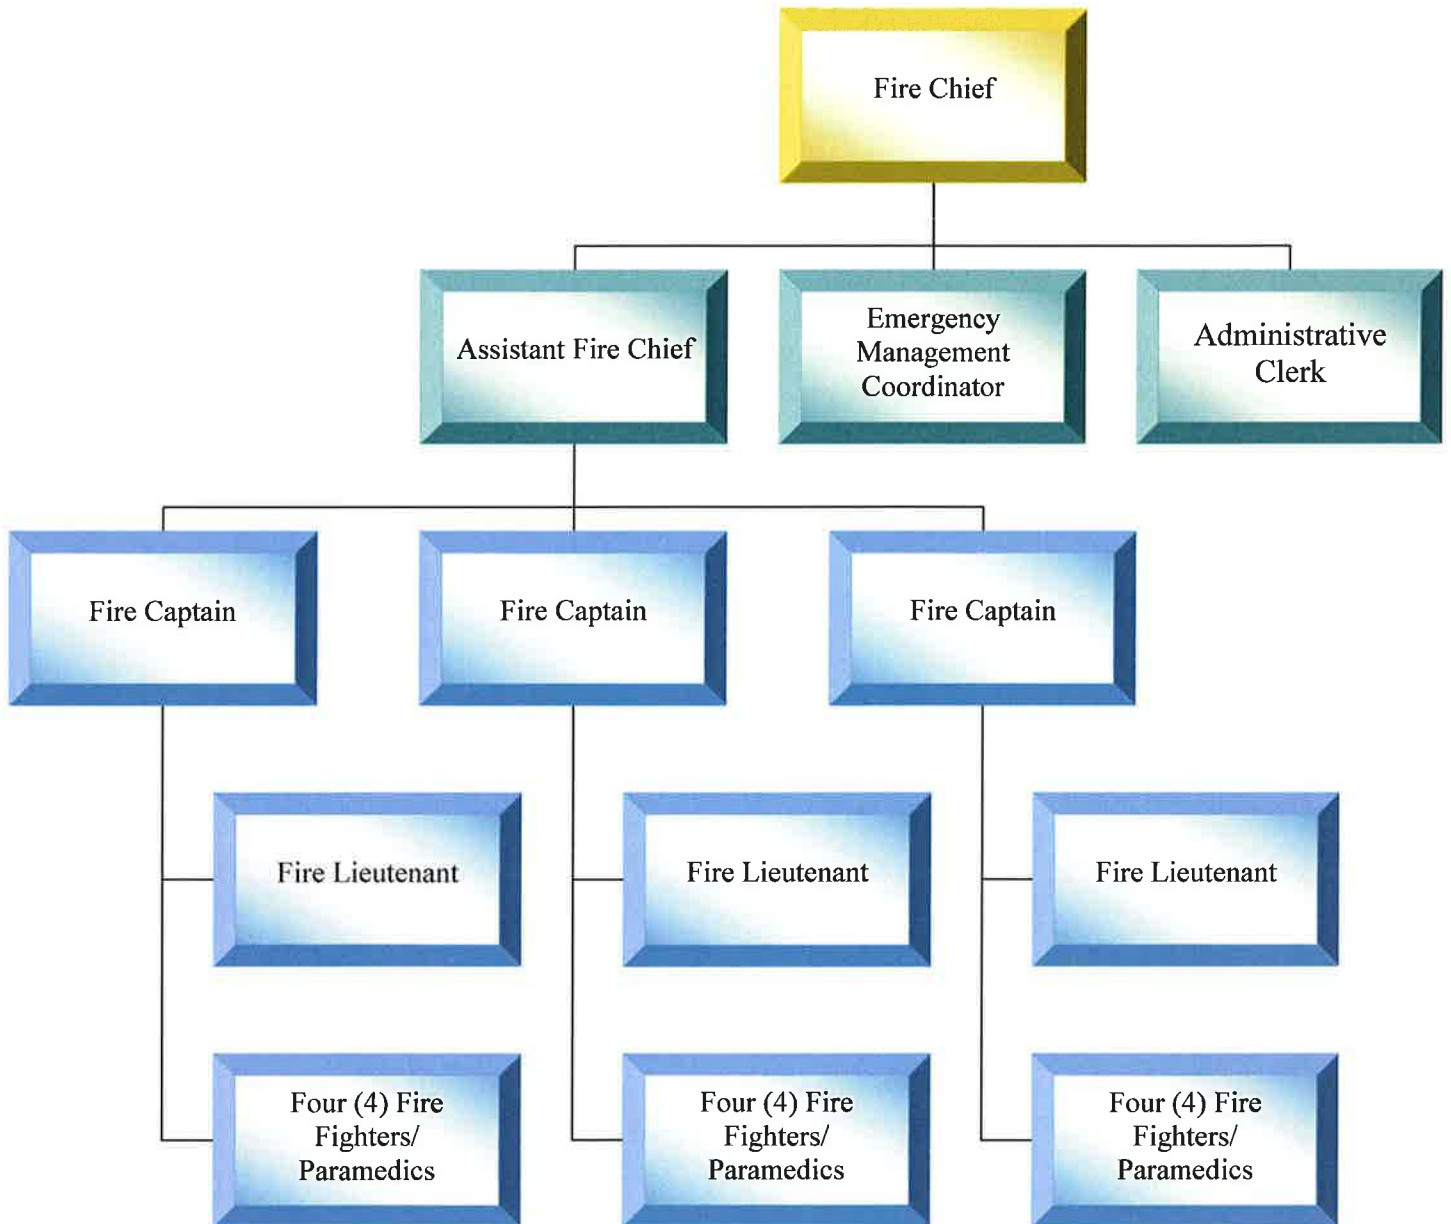 Fire Chief
Assistant Fire Chief
Emergency
Management
Coordinator
Administrative
Clerk
Fire Captain
Fire Captain
Fire Captain
Fire Lieutenant
Fire Lieutenant
Fire Lieutenant
Four (4) Fire
Fighters/
Paramedics
Four (4) Fire
Fighters/
Paramedics
Four (4) Fire
Fighters/
Paramedics